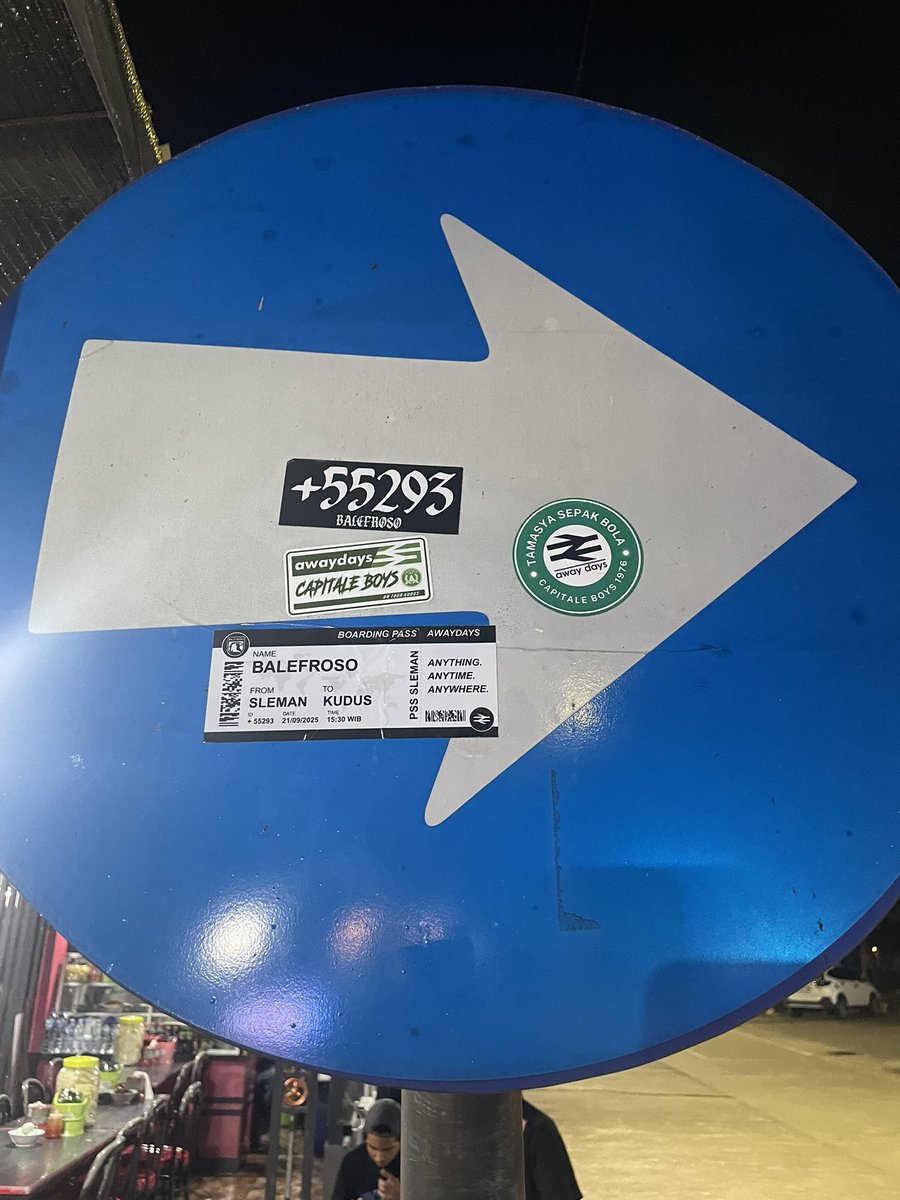 +55293
BALEFROSO
awaydays
CAPITALE BOYS
ON TOUR KUDUS
TAMASYA SEPAK BOLA
away days
CAPITALE BOYS 1976
BOARDING PASS AWAYDAYS
NAME
BALEFROSO
FROM TO
SLEMAN KUDUS
ID DATE TIME
+ 55293 21/09/2025 15:30 WIB
PSS SLEMAN
ANYTHING.
ANYTIME.
ANYWHERE.